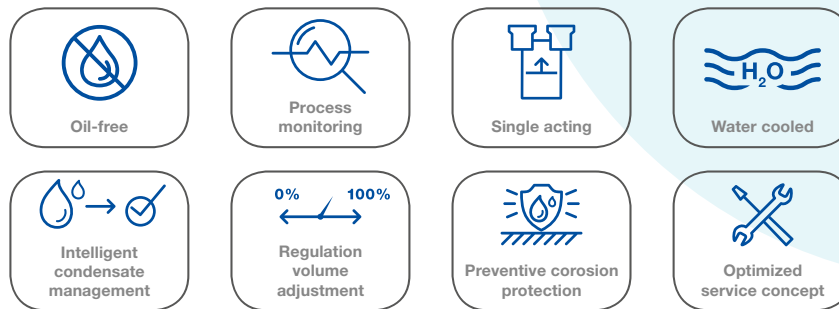 Oil-free
Process
monitoring
Single acting
H₂O
Water cooled
Intelligent
condensate
management
0% 100%
Regulation
volume
adjustment
Preventive corosion
protection
Optimized
service concept